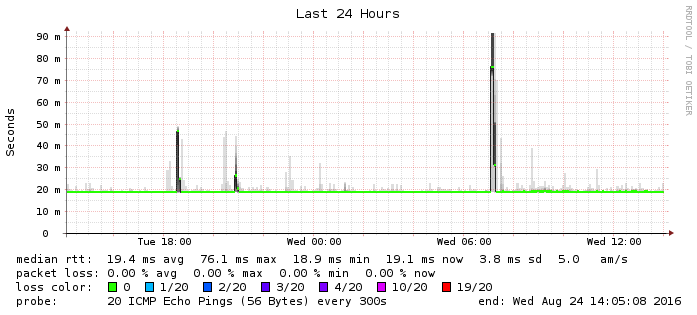 Last 24 Hours
RRDTOOL / TOBI OETIKER
Seconds
90 m
80 m
70 m
60 m
50 m
40 m
30 m
20 m
10 m
0
Tue 18:00 Wed 00:00 Wed 06:00 Wed 12:00
median rtt: 19.4 ms avg 76.1 ms max 18.9 ms min 19.1 ms now 3.8 ms sd 5.0 am/s
packet loss: 0.00 % avg 0.00 % max 0.00 % min 0.00 % now
loss color: 0 1/20 2/20 3/20 4/20 10/20 19/20
probe: 20 ICMP Echo Pings (56 Bytes) every 300s end: Wed Aug 24 14:05:08 2016